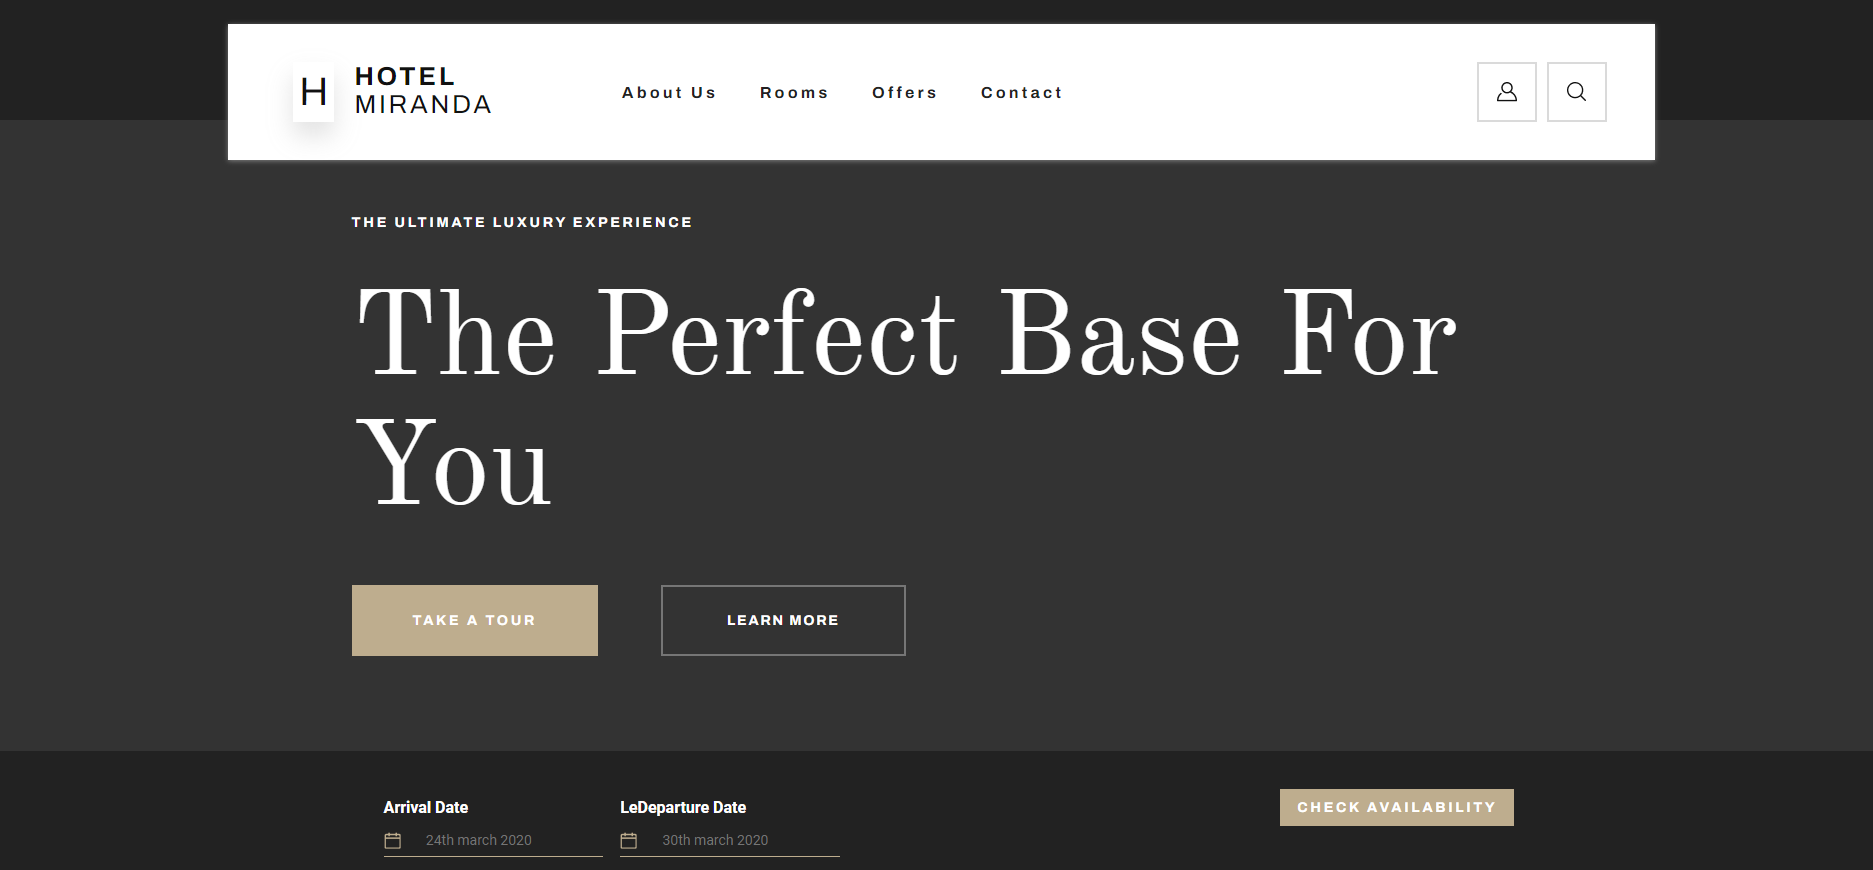 H
HOTEL
MIRANDA
About Us
Rooms
Offers
Contact
THE ULTIMATE LUXURY EXPERIENCE
The Perfect Base For
You
TAKE A TOUR
LEARN MORE
Arrival Date
LeDeparture Date
CHECK AVAILABILITY
24th march 2020
30th march 2020